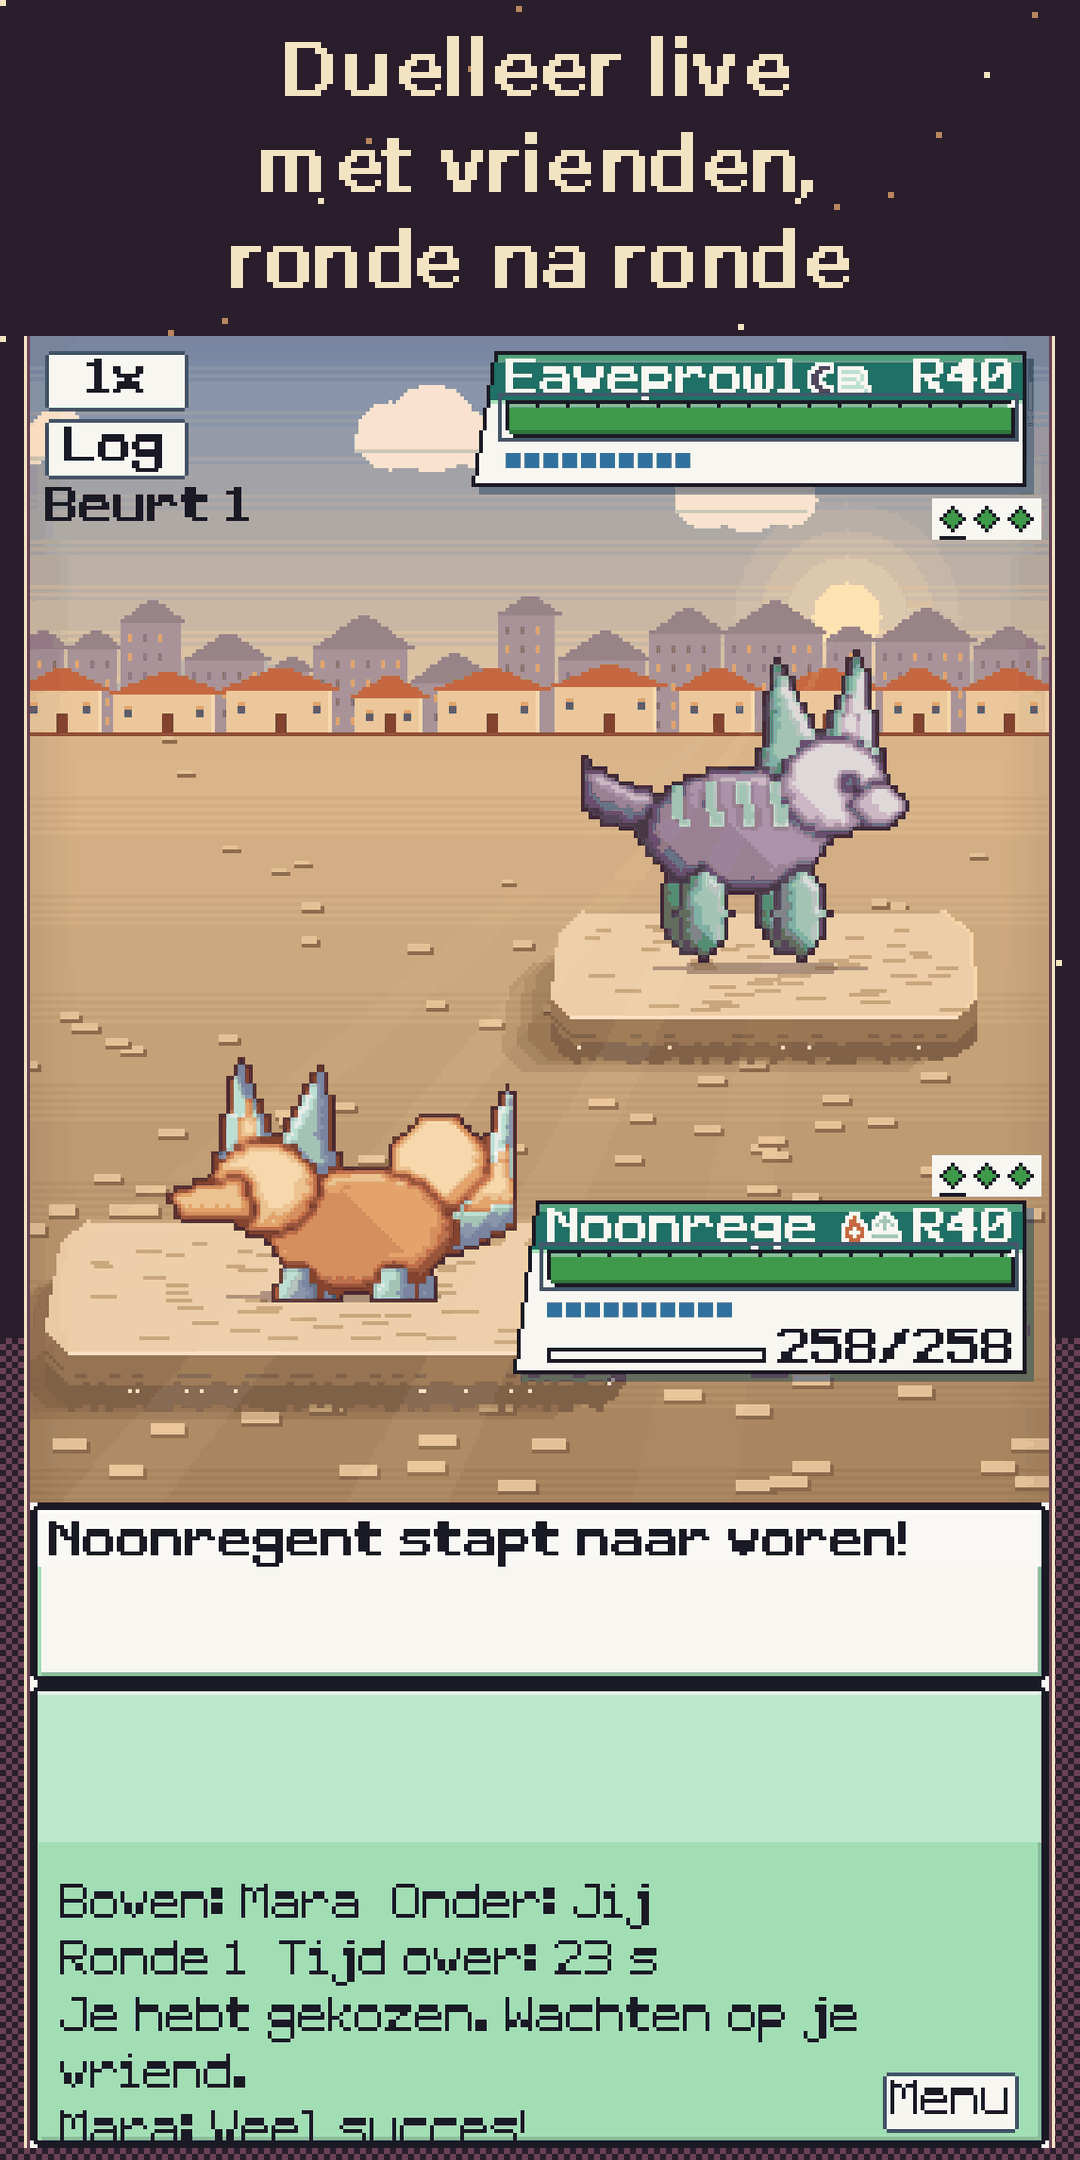 Duelleer live
met vrienden,
ronde na ronde
1x
Eaveprowl R40
Log
Beurt 1
Noonrege R40
258/258
Noonregent stapt naar voren!
Boven: Mara Onder: Jij
Ronde 1 Tijd over: 23 s
Je hebt gekozen. Wachten op je
vriend.
Mara: Veel succes!
Menu